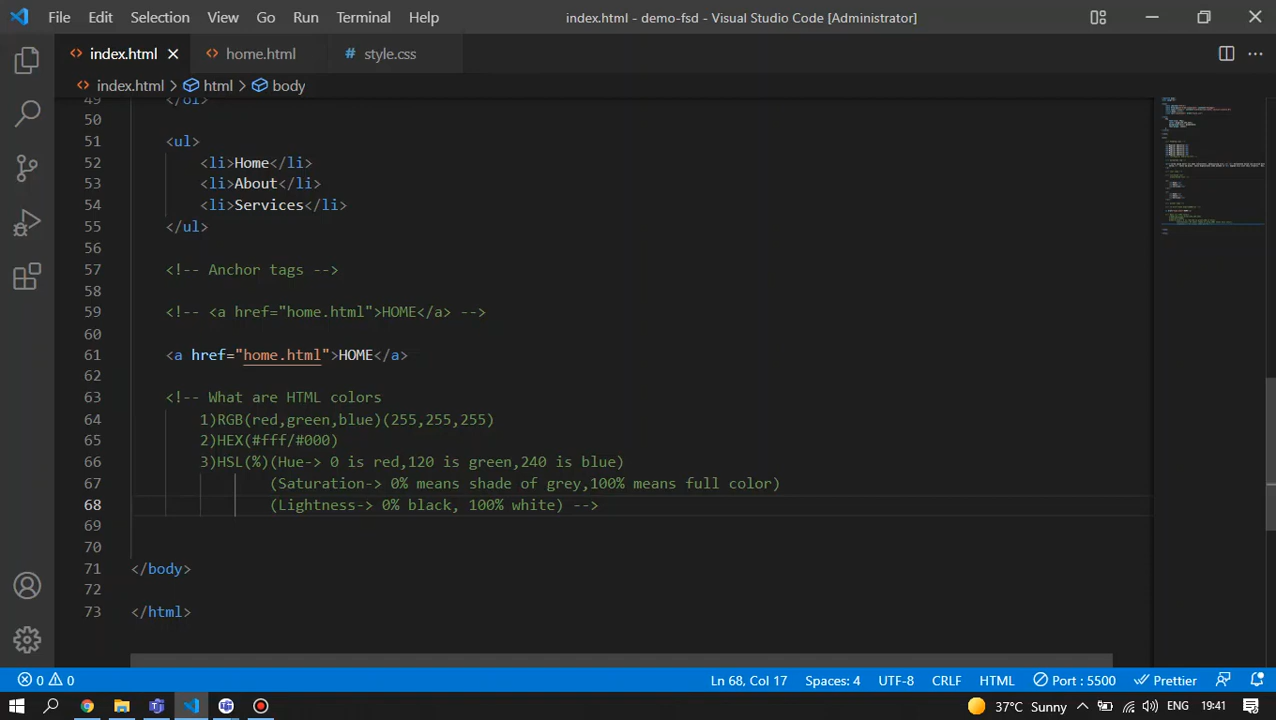 File Edit Selection View Go Run Terminal Help
index.html - demo-fsd - Visual Studio Code [Administrator]
index.html home.html # style.css
index.html > html > body
49 </ol>
50
51 <ul>
52 <li>Home</li>
53 <li>About</li>
54 <li>Services</li>
55 </ul>
56
57 <!-- Anchor tags -->
58
59 <!-- <a href="home.html">HOME</a> -->
60
61 <a href="home.html">HOME</a>
62
63 <!-- What are HTML colors
64 1)RGB(red,green,blue)(255,255,255)
65 2)HEX(#fff/#000)
66 3)HSL(%)(Hue-> 0 is red,120 is green,240 is blue)
67 (Saturation-> 0% means shade of grey,100% means full color)
68 (Lightness-> 0% black, 100% white) -->
69
70
71 </body>
72
73 </html>
0 0 Ln 68, Col 17 Spaces: 4 UTF-8 CRLF HTML Port : 5500 Prettier
37°C Sunny ENG 19:41